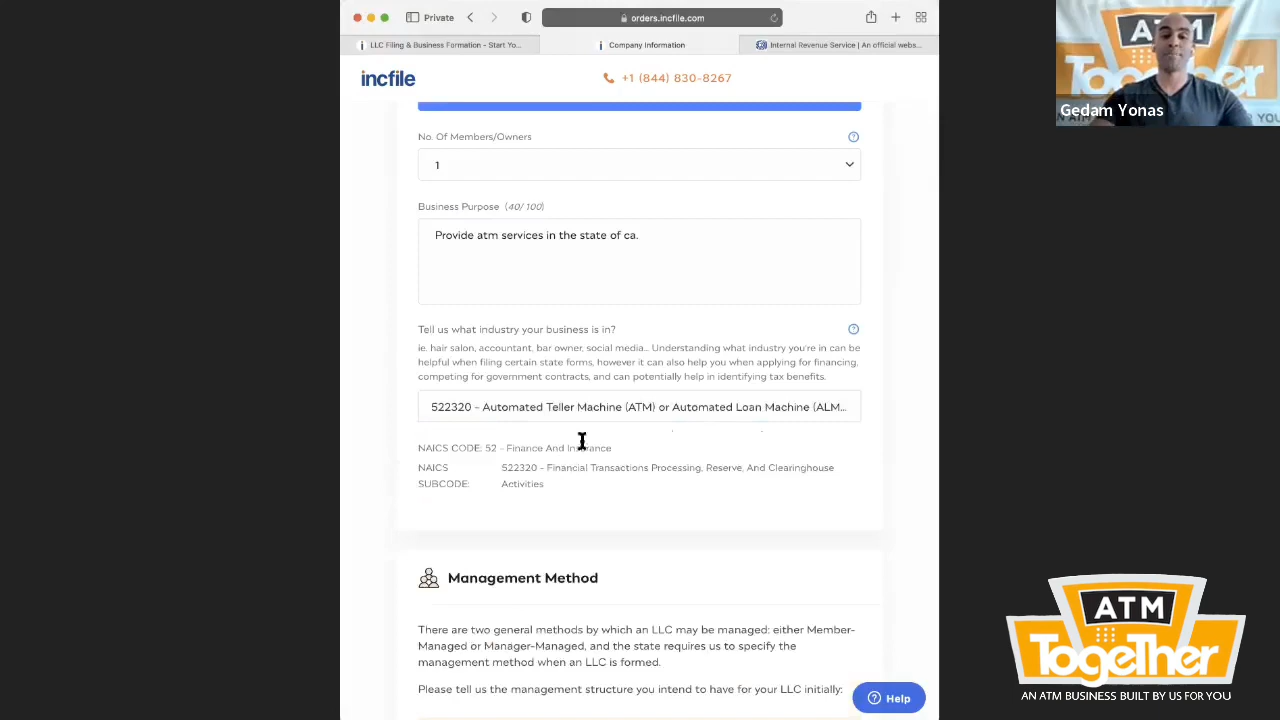 Private
orders.incfile.com
LLC Filing & Business Formation - Start Yo...
Company Information
Internal Revenue Service | An official webs...
incfile
+1 (844) 830-8267
No. Of Members/Owners
1
Business Purpose (40/100)
Provide atm services in the state of ca.
Tell us what industry your business is in?
ie. hair salon, accountant, bar owner, social media... Understanding what industry you're in can be
helpful when filing certain state forms, however it can also help you when applying for financing,
competing for government contracts, and can potentially help in identifying tax benefits.
522320 - Automated Teller Machine (ATM) or Automated Loan Machine (ALM...
NAICS CODE: 52 - Finance And Insurance
NAICS SUBCODE: 522320 - Financial Transactions Processing, Reserve, And Clearinghouse
Activities
Management Method
There are two general methods by which an LLC may be managed: either Member-
Managed or Manager-Managed, and the state requires us to specify the
management method when an LLC is formed.
Please tell us the management structure you intend to have for your LLC initially:
Help
ATM
Together
Gedam Yonas
ATM
Together
AN ATM BUSINESS BUILT BY US FOR YOU